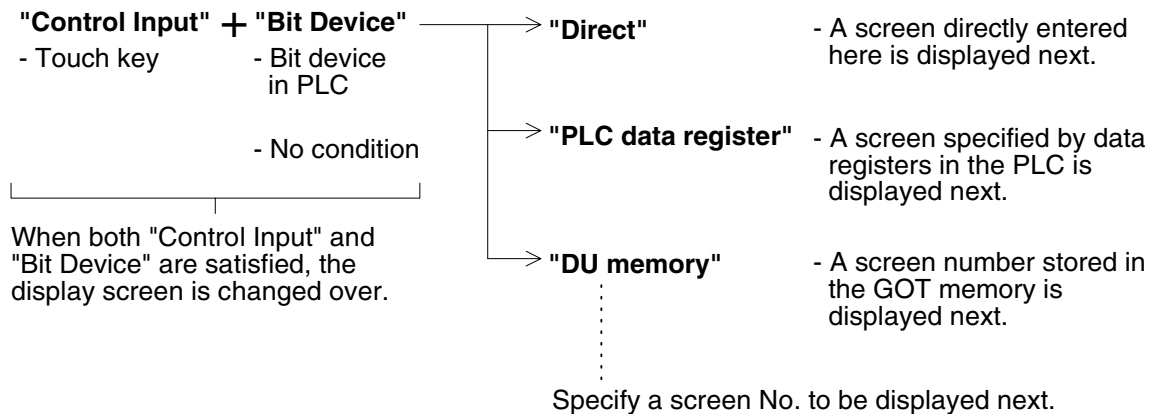 "Control Input" + "Bit Device"
- Touch key
- Bit device
in PLC
- No condition
When both "Control Input" and
"Bit Device" are satisfied, the
display screen is changed over.
"Direct"
- A screen directly entered
here is displayed next.
"PLC data register"
- A screen specified by data
registers in the PLC is
displayed next.
"DU memory"
- A screen number stored in
the GOT memory is
displayed next.
Specify a screen No. to be displayed next.